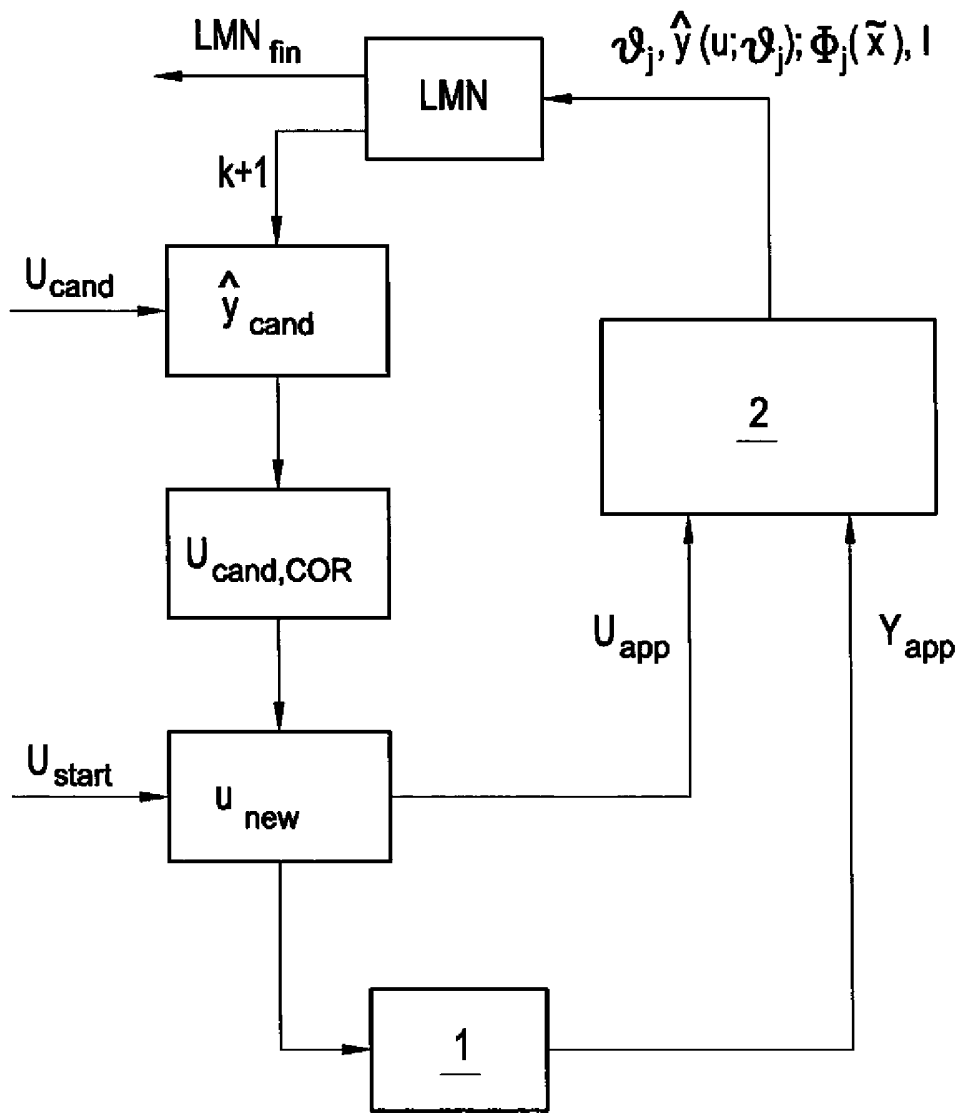 LMN_fin
ϑ_j, ŷ(u;ϑ_j); Φ_j(x̃), I
LMN
k+1
U_cand
ŷ_cand
2
U_cand,COR
U_app
Y_app
U_start
u_new
1